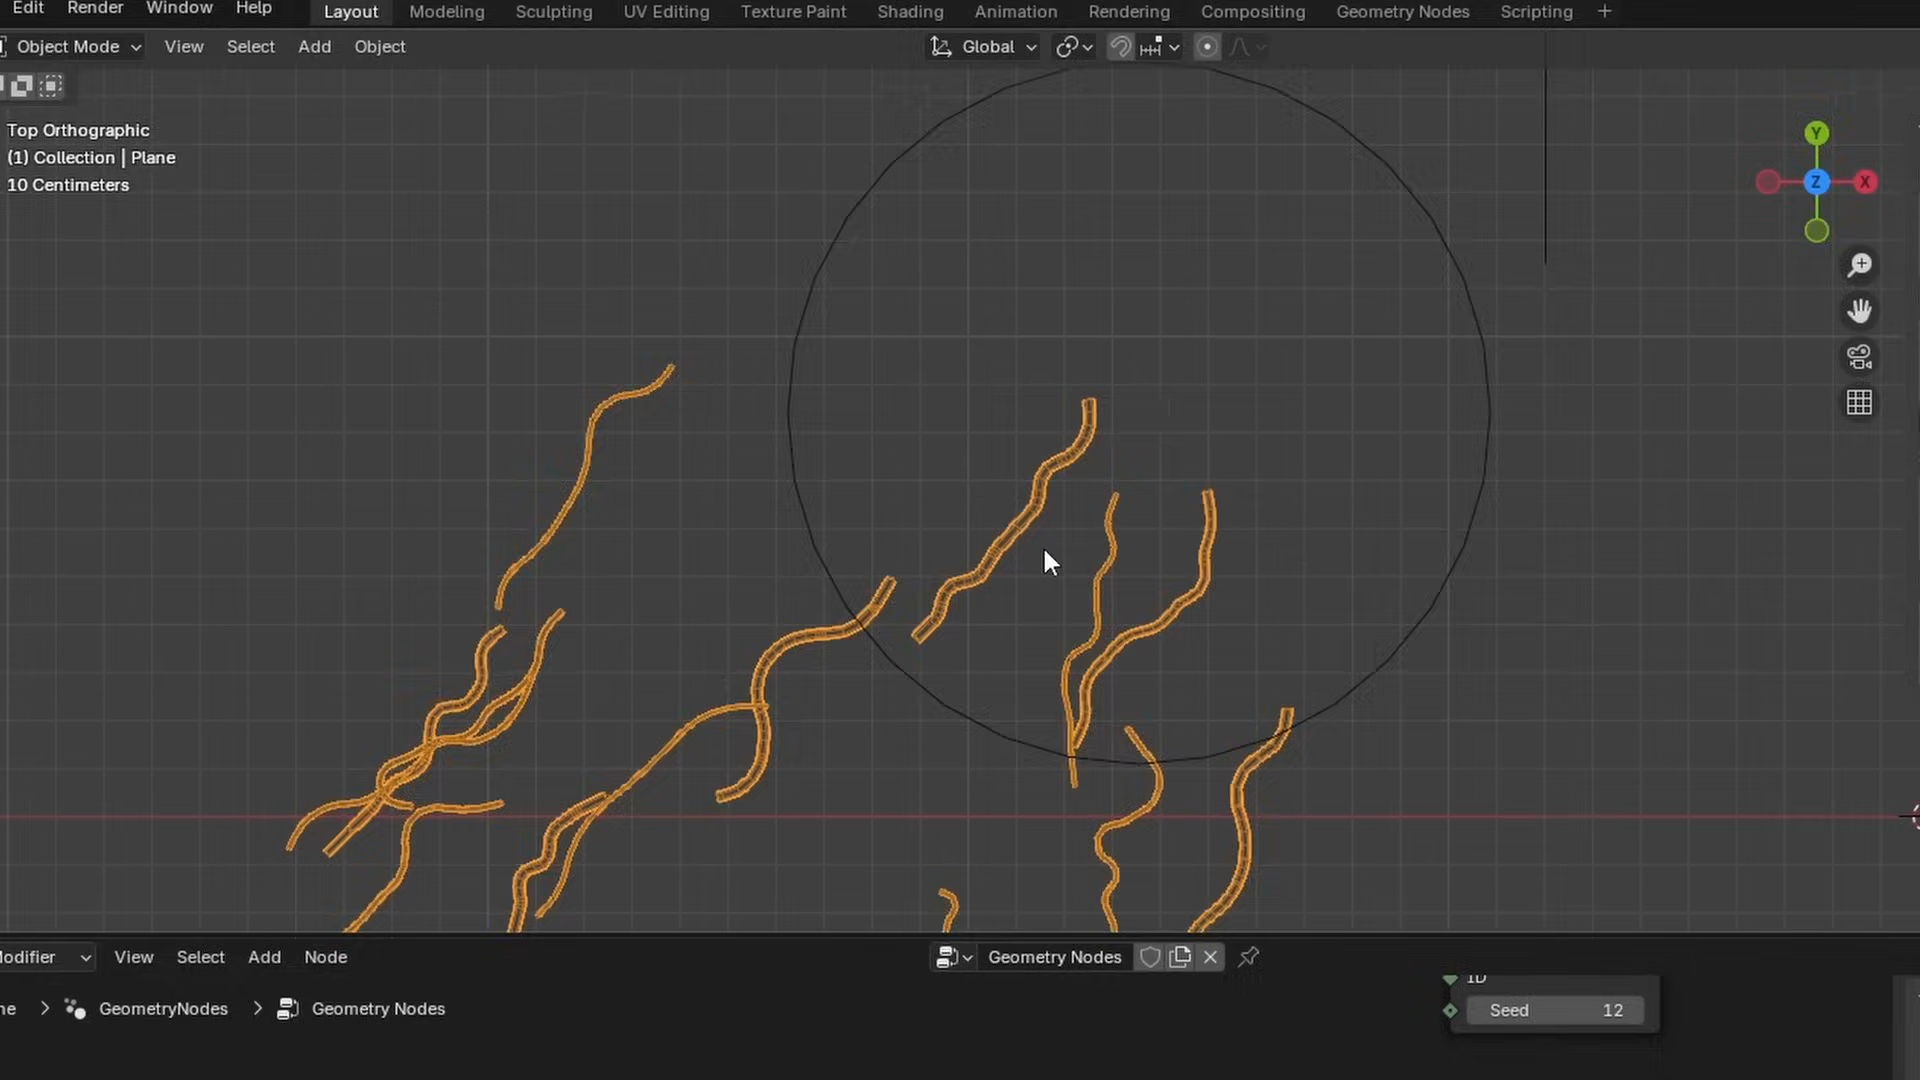 Edit Render Window Help Layout Modeling Sculpting UV Editing Texture Paint Shading Animation Rendering Compositing Geometry Nodes Scripting +
Object Mode View Select Add Object Global
Top Orthographic
(1) Collection | Plane
10 Centimeters
Y
Z X
Modifier View Select Add Node Geometry Nodes
GeometryNodes > Geometry Nodes
ID
Seed 12